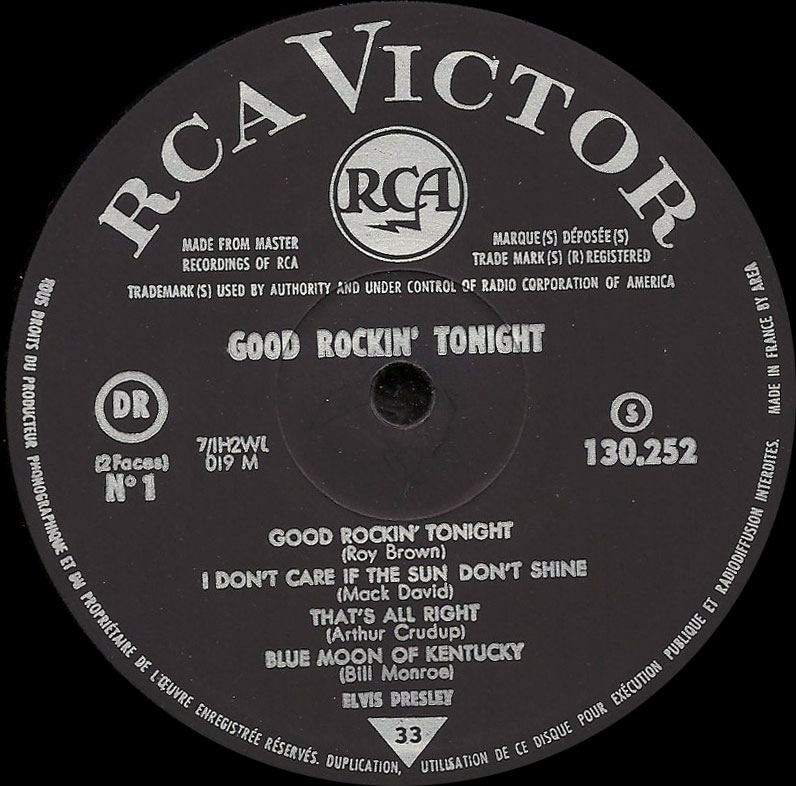 RCA VICTOR
RCA
MADE FROM MASTER
RECORDINGS OF RCA
MARQUE(S) DÉPOSÉE(S)
TRADE MARK(S) (R) REGISTERED
TRADEMARK(S) USED BY AUTHORITY AND UNDER CONTROL OF RADIO CORPORATION OF AMERICA
GOOD ROCKIN' TONIGHT
DR
(2 Faces)
N° 1
7/1H2WL
019 M
S
130.252
GOOD ROCKIN' TONIGHT
(Roy Brown)
I DON'T CARE IF THE SUN DON'T SHINE
(Mack David)
THAT'S ALL RIGHT
(Arthur Crudup)
BLUE MOON OF KENTUCKY
(Bill Monroe)
ELVIS PRESLEY
33
TOUS DROITS DU PRODUCTEUR PHONOGRAPHIQUE ET DU PROPRIÉTAIRE DE L'ŒUVRE ENREGISTRÉE RÉSERVÉS. DUPLICATION, UTILISATION DE CE DISQUE POUR EXÉCUTION PUBLIQUE ET RADIODIFFUSION INTERDITES. MADE IN FRANCE BY AREA